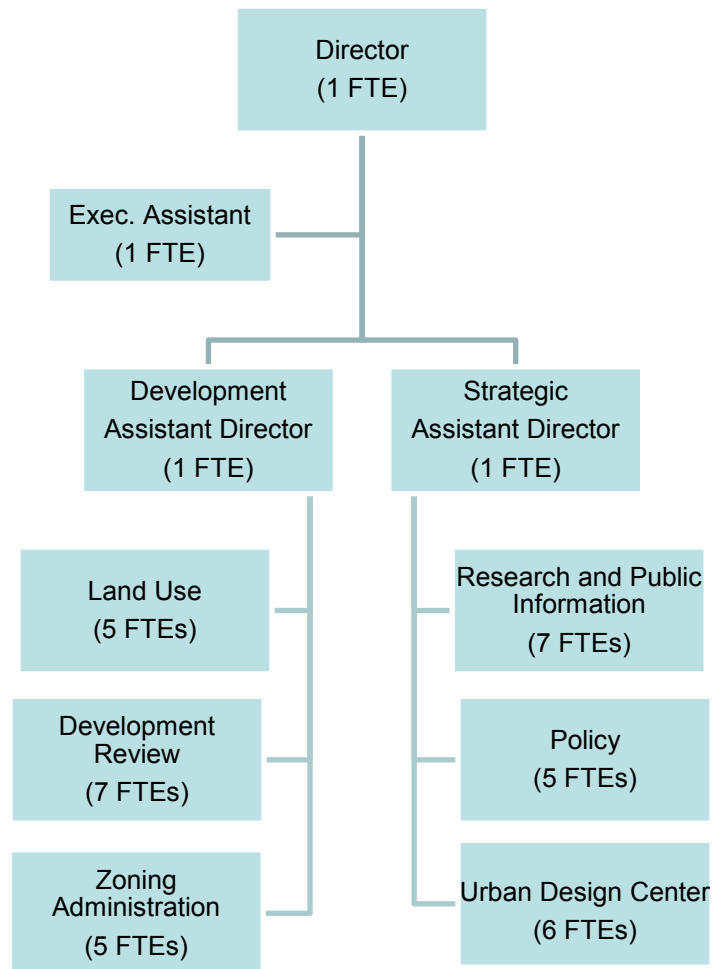 Director
(1 FTE)
Exec. Assistant
(1 FTE)
Development
Assistant Director
(1 FTE)
Strategic
Assistant Director
(1 FTE)
Land Use
(5 FTEs)
Development
Review
(7 FTEs)
Zoning
Administration
(5 FTEs)
Research and Public
Information
(7 FTEs)
Policy
(5 FTEs)
Urban Design Center
(6 FTEs)